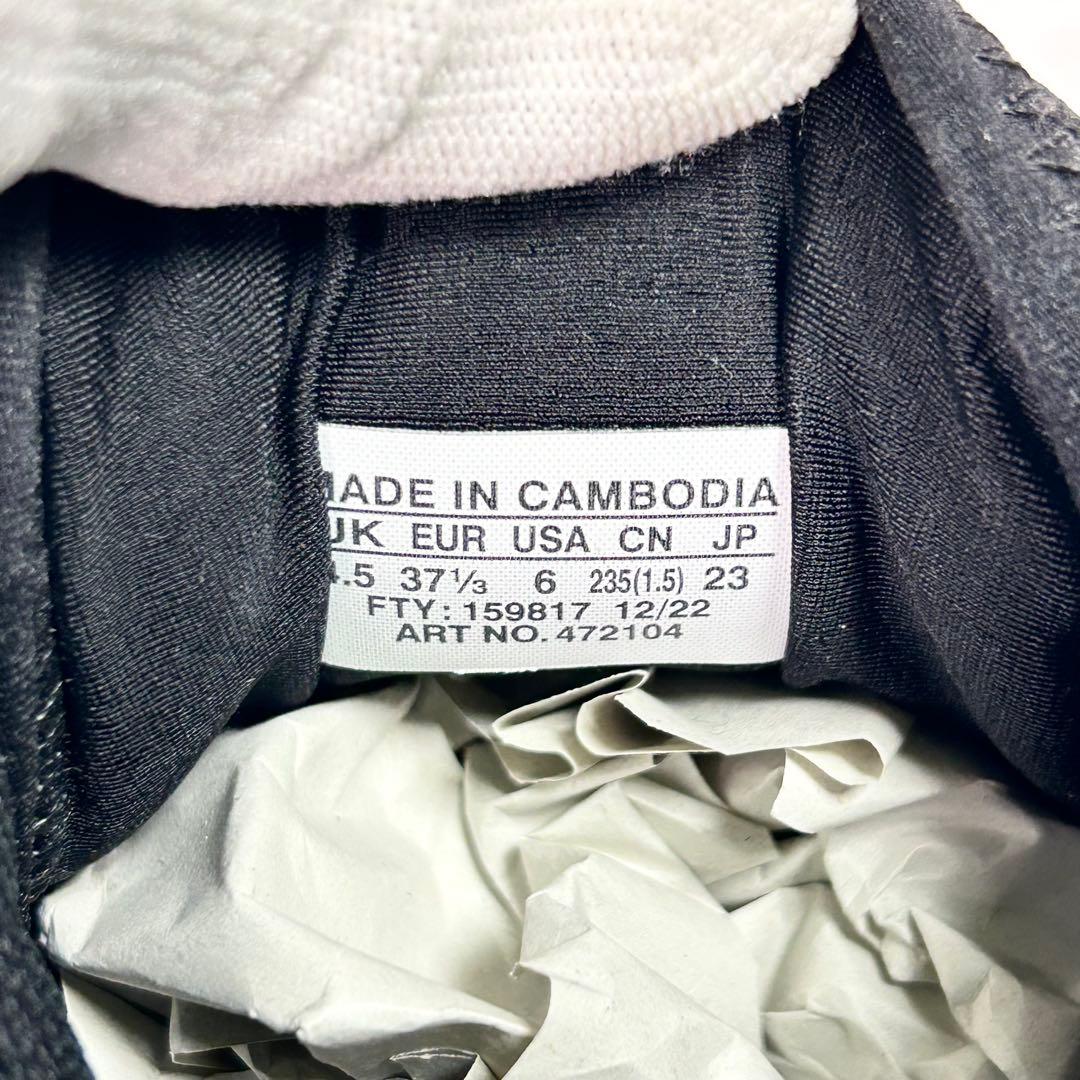 MADE IN CAMBODIA
UK EUR USA CN JP
4.5 37⅓ 6 235(1.5) 23
FTY: 159817 12/22
ART NO. 472104